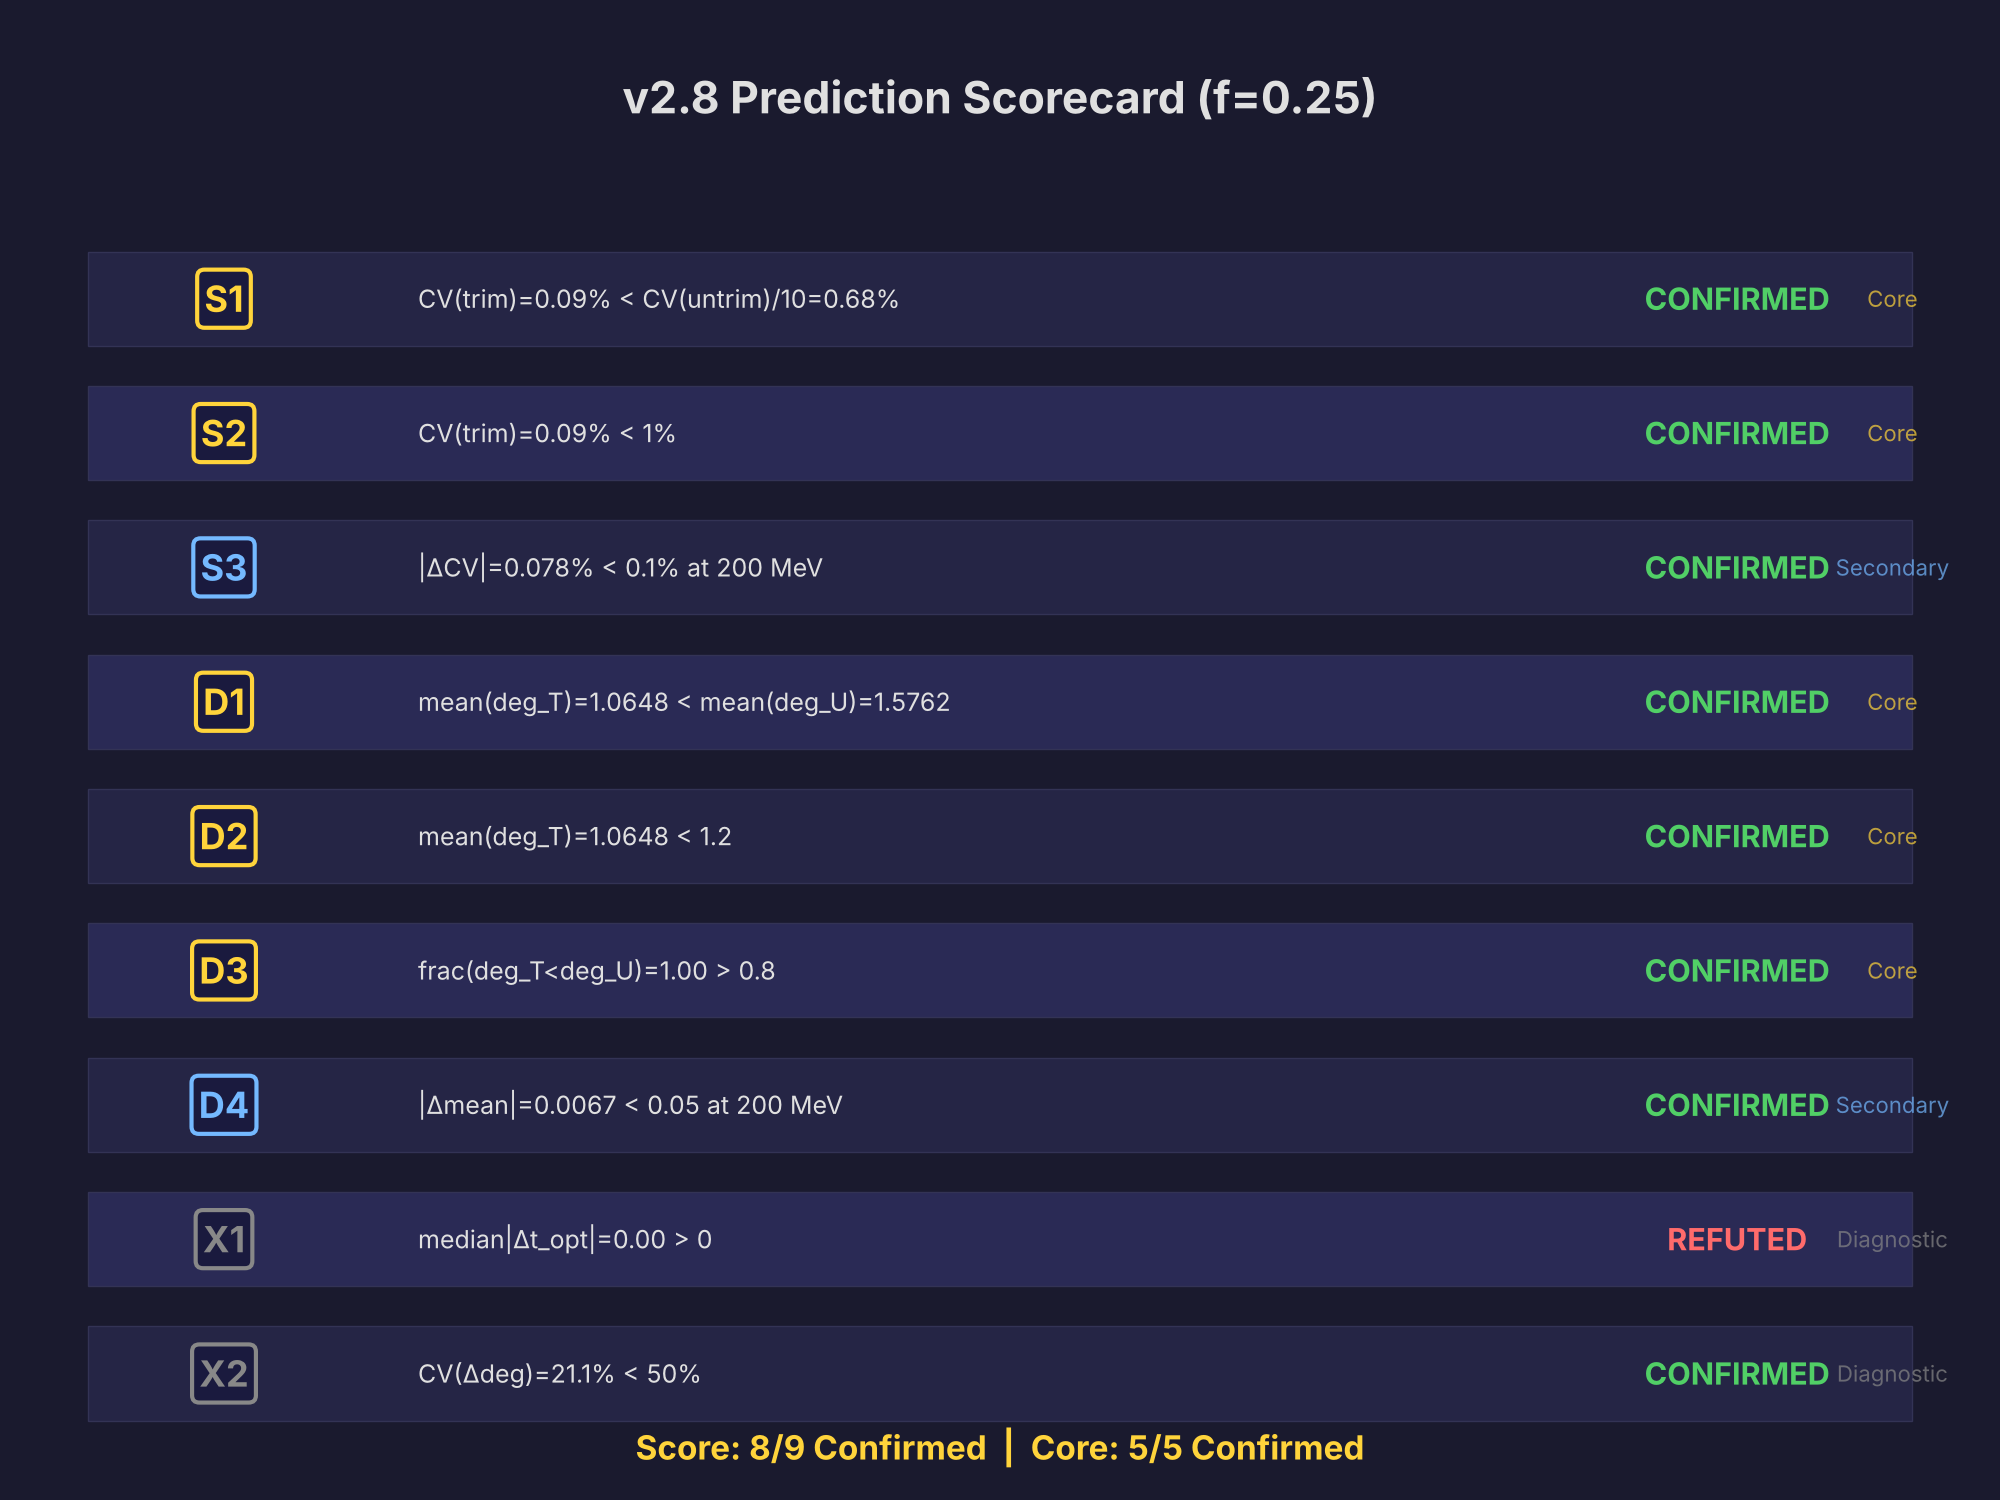 v2.8 Prediction Scorecard (f=0.25)
S1 CV(trim)=0.09% < CV(untrim)/10=0.68% CONFIRMED Core
S2 CV(trim)=0.09% < 1% CONFIRMED Core
S3 |ΔCV|=0.078% < 0.1% at 200 MeV CONFIRMED Secondary
D1 mean(deg_T)=1.0648 < mean(deg_U)=1.5762 CONFIRMED Core
D2 mean(deg_T)=1.0648 < 1.2 CONFIRMED Core
D3 frac(deg_T<deg_U)=1.00 > 0.8 CONFIRMED Core
D4 |Δmean|=0.0067 < 0.05 at 200 MeV CONFIRMED Secondary
X1 median|Δt_opt|=0.00 > 0 REFUTED Diagnostic
X2 CV(Δdeg)=21.1% < 50% CONFIRMED Diagnostic
Score: 8/9 Confirmed | Core: 5/5 Confirmed